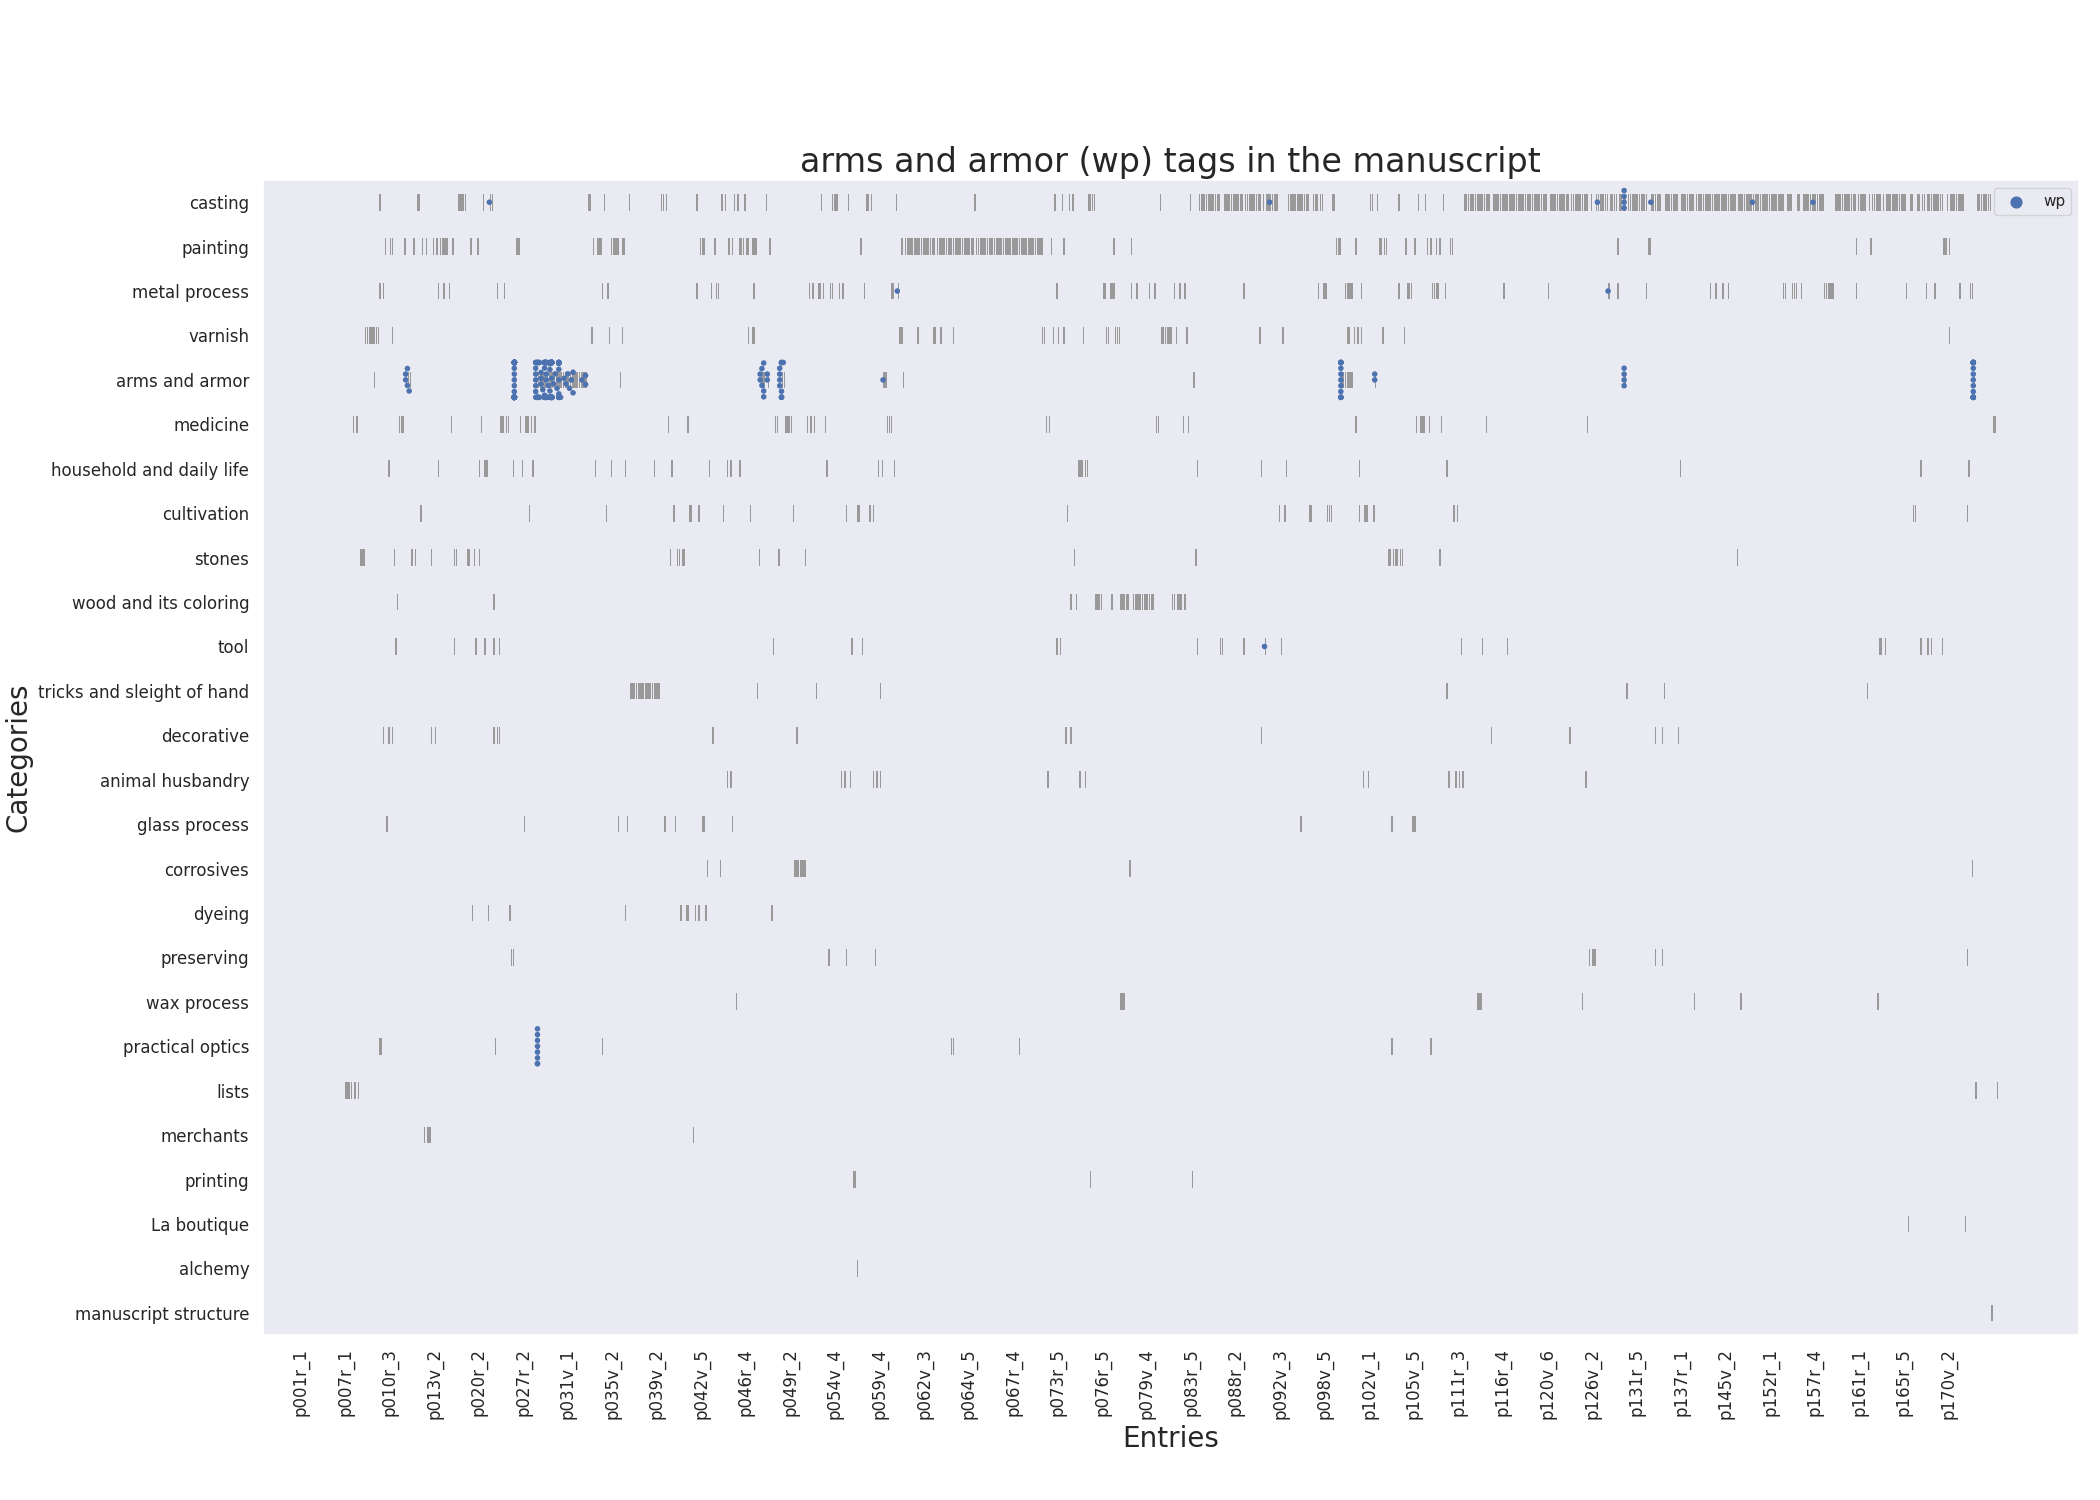 arms and armor (wp) tags in the manuscript
wp
Categories
casting
painting
metal process
varnish
arms and armor
medicine
household and daily life
cultivation
stones
wood and its coloring
tool
tricks and sleight of hand
decorative
animal husbandry
glass process
corrosives
dyeing
preserving
wax process
practical optics
lists
merchants
printing
La boutique
alchemy
manuscript structure
p001r_1
p007r_1
p010r_3
p013v_2
p020r_2
p027r_2
p031v_1
p035v_2
p039v_2
p042v_5
p046r_4
p049r_2
p054v_4
p059v_4
p062v_3
p064v_5
p067r_4
p073r_5
p076r_5
p079v_4
p083r_5
p088r_2
p092v_3
p098v_5
p102v_1
p105v_5
p111r_3
p116r_4
p120v_6
p126v_2
p131r_5
p137r_1
p145v_2
p152r_1
p157r_4
p161r_1
p165r_5
p170v_2
Entries